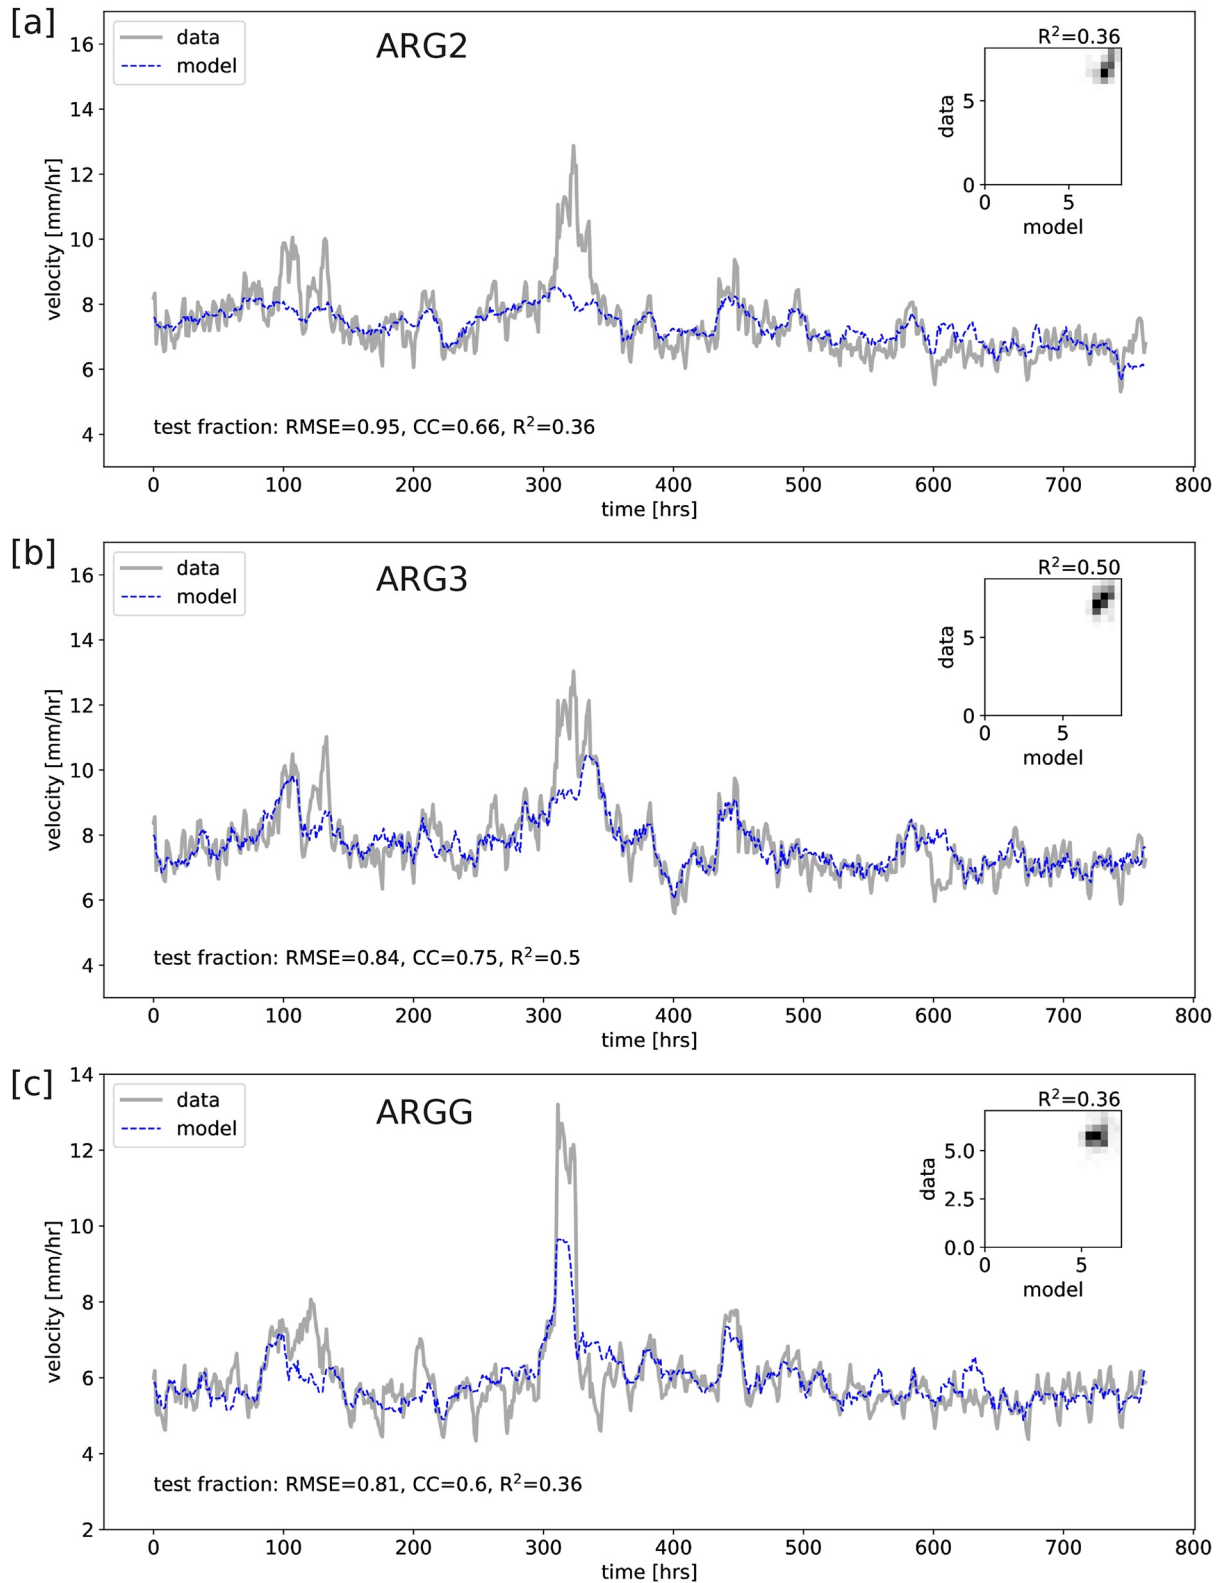 [a]
data
model
ARG2
R²=0.36
16
14
12
10
8
6
4
velocity [mm/hr]
5
0
data
0 5
model
test fraction: RMSE=0.95, CC=0.66, R²=0.36
0 100 200 300 400 500 600 700 800
time [hrs]
[b]
data
model
ARG3
R²=0.50
16
14
12
10
8
6
4
velocity [mm/hr]
5
0
data
0 5
model
test fraction: RMSE=0.84, CC=0.75, R²=0.5
0 100 200 300 400 500 600 700 800
time [hrs]
[c]
data
model
ARGG
R²=0.36
14
12
10
8
6
4
2
velocity [mm/hr]
5.0
2.5
0.0
data
0 5
model
test fraction: RMSE=0.81, CC=0.6, R²=0.36
0 100 200 300 400 500 600 700 800
time [hrs]